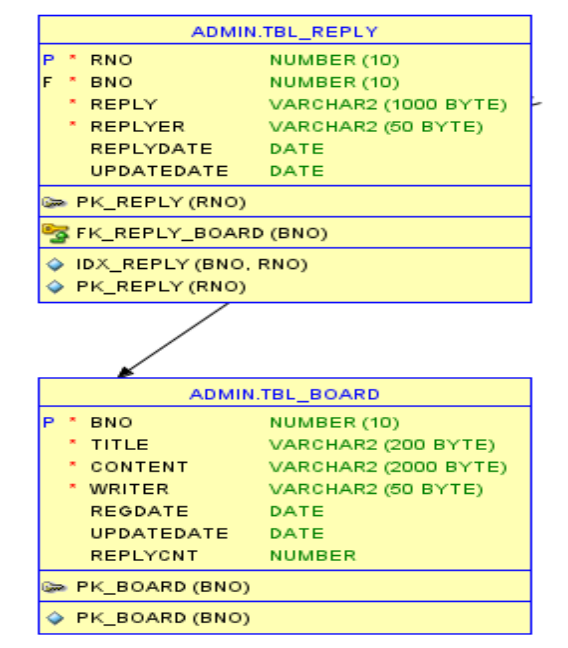 ADMIN.TBL_REPLY
P * RNO NUMBER (10)
F * BNO NUMBER (10)
* REPLY VARCHAR2 (1000 BYTE)
* REPLYER VARCHAR2 (50 BYTE)
REPLYDATE DATE
UPDATEDATE DATE
PK_REPLY (RNO)
FK_REPLY_BOARD (BNO)
IDX_REPLY (BNO, RNO)
PK_REPLY (RNO)
ADMIN.TBL_BOARD
P * BNO NUMBER (10)
* TITLE VARCHAR2 (200 BYTE)
* CONTENT VARCHAR2 (2000 BYTE)
* WRITER VARCHAR2 (50 BYTE)
REGDATE DATE
UPDATEDATE DATE
REPLYCNT NUMBER
PK_BOARD (BNO)
PK_BOARD (BNO)